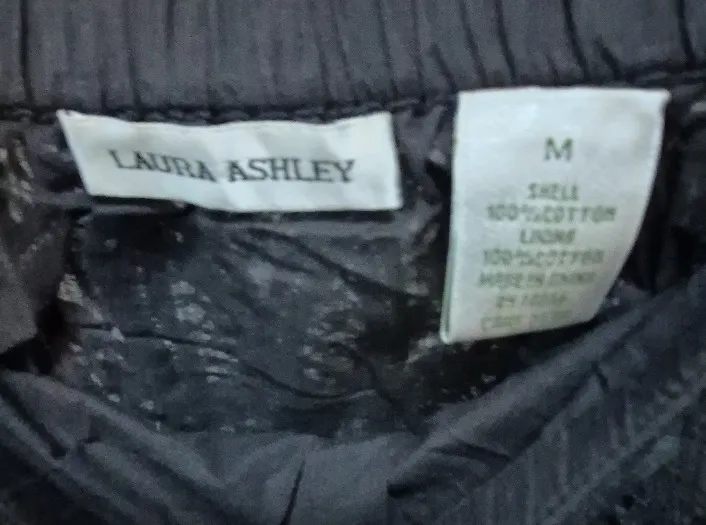 LAURA ASHLEY
M
SHELL
100% COTTON
LINING
100% COTTON
MADE IN CHINA